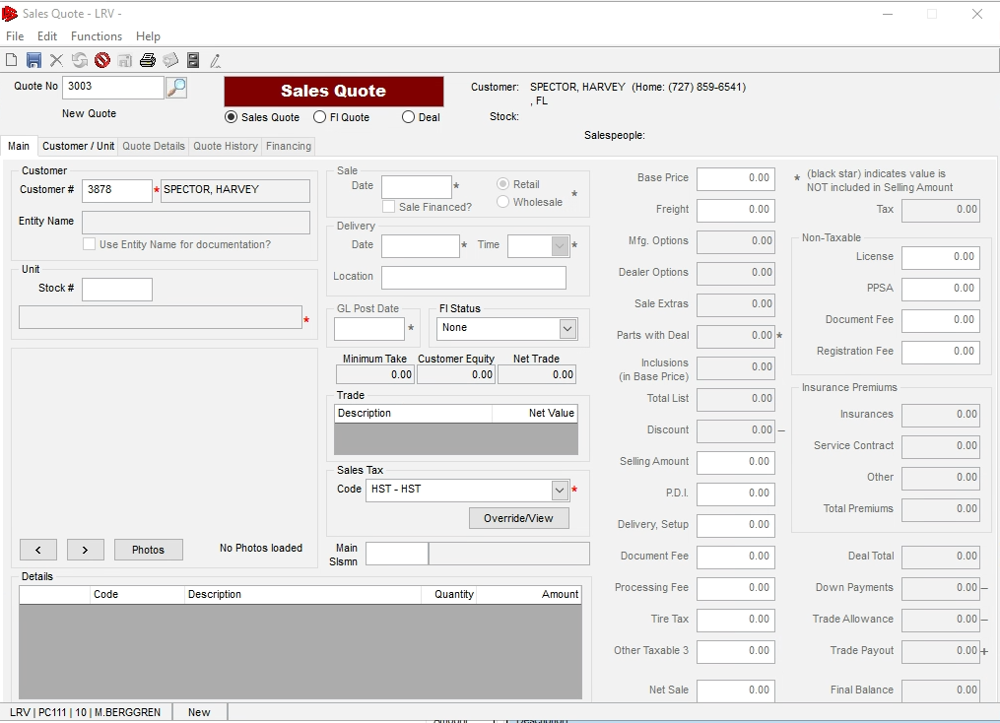 Sales Quote - LRV -
File Edit Functions Help
Quote No 3003
New Quote
Sales Quote
Sales Quote FI Quote Deal
Customer: SPECTOR, HARVEY (Home: (727) 859-6541)
, FL
Stock:
Salespeople:
Main Customer / Unit Quote Details Quote History Financing
Customer
Customer # 3878 * SPECTOR, HARVEY
Entity Name
Use Entity Name for documentation?
Unit
Stock #
*
< > Photos No Photos loaded
Sale
Date * Retail
Sale Financed? Wholesale *
Delivery
Date * Time *
Location
GL Post Date *
FI Status
None
Minimum Take Customer Equity Net Trade
0.00 0.00 0.00
Trade
Description Net Value
Sales Tax
Code HST - HST *
Override/View
Main
Slsmn
Details
Code Description Quantity Amount
Base Price 0.00
Freight 0.00
Mfg. Options 0.00
Dealer Options 0.00
Sale Extras 0.00
Parts with Deal 0.00 *
Inclusions
(in Base Price) 0.00
Total List 0.00
Discount 0.00 –
Selling Amount 0.00
P.D.I. 0.00
Delivery, Setup 0.00
Document Fee 0.00
Processing Fee 0.00
Tire Tax 0.00
Other Taxable 3 0.00
Net Sale 0.00
* (black star) indicates value is
NOT included in Selling Amount
Tax 0.00
Non-Taxable
License 0.00
PPSA 0.00
Document Fee 0.00
Registration Fee 0.00
Insurance Premiums
Insurances 0.00
Service Contract 0.00
Other 0.00
Total Premiums 0.00
Deal Total 0.00
Down Payments 0.00 –
Trade Allowance 0.00 –
Trade Payout 0.00 +
Final Balance 0.00
LRV | PC111 | 10 | M.BERGGREN New